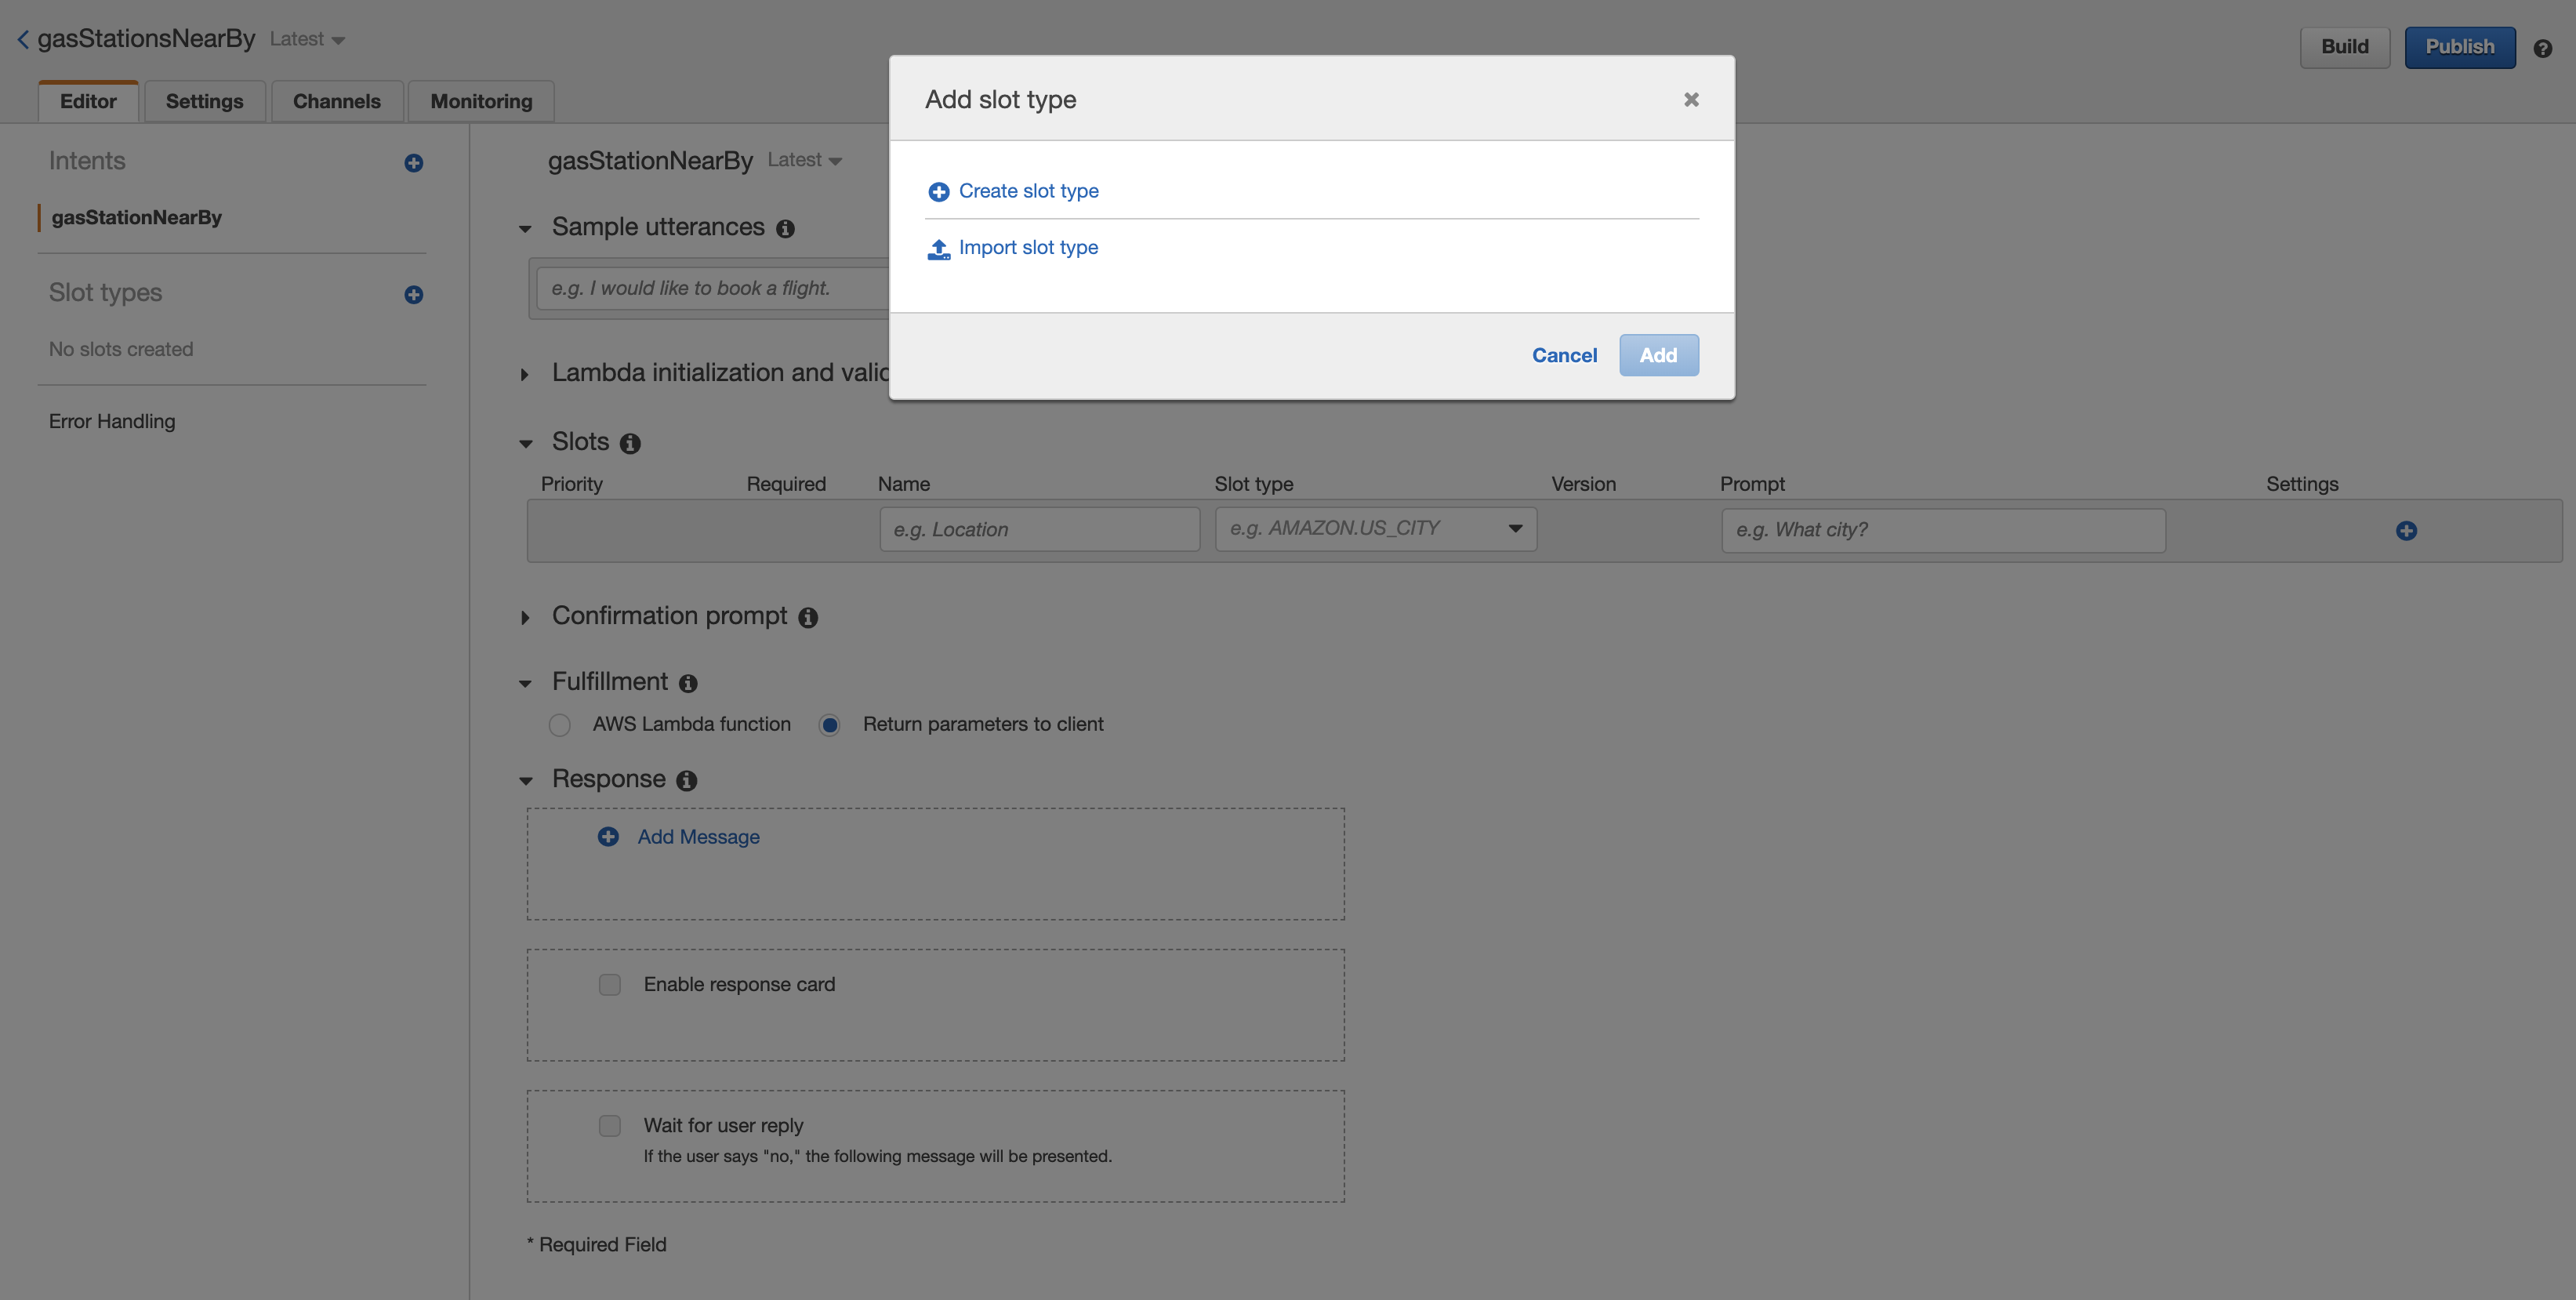 gasStationsNearBy Latest
Build Publish
Editor Settings Channels Monitoring
Add slot type
Create slot type
Import slot type
Cancel Add
Intents
gasStationNearBy
Slot types
No slots created
Error Handling
gasStationNearBy Latest
Sample utterances
e.g. I would like to book a flight.
Lambda initialization and valid
Slots
Priority Required Name Slot type Version Prompt Settings
e.g. Location e.g. AMAZON.US_CITY e.g. What city?
Confirmation prompt
Fulfillment
AWS Lambda function Return parameters to client
Response
Add Message
Enable response card
Wait for user reply
If the user says "no," the following message will be presented.
* Required Field